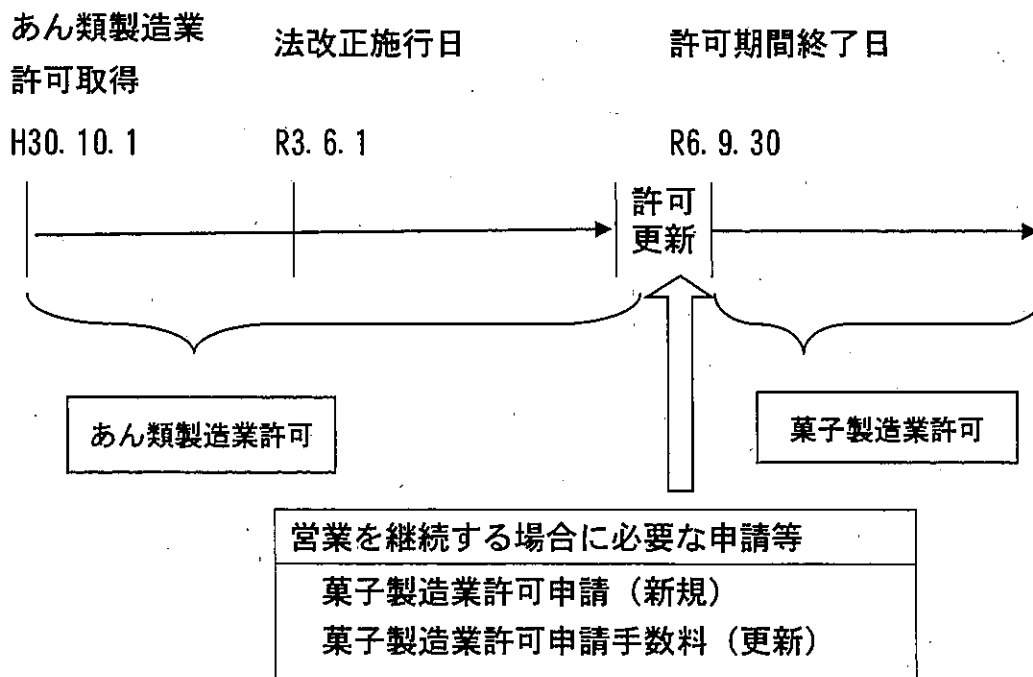 あん類製造業
許可取得
法改正施行日
許可期間終了日
H30. 10. 1
R3. 6. 1
R6. 9. 30
許可
更新
あん類製造業許可
菓子製造業許可
営業を継続する場合に必要な申請等
菓子製造業許可申請（新規）
菓子製造業許可申請手数料（更新）